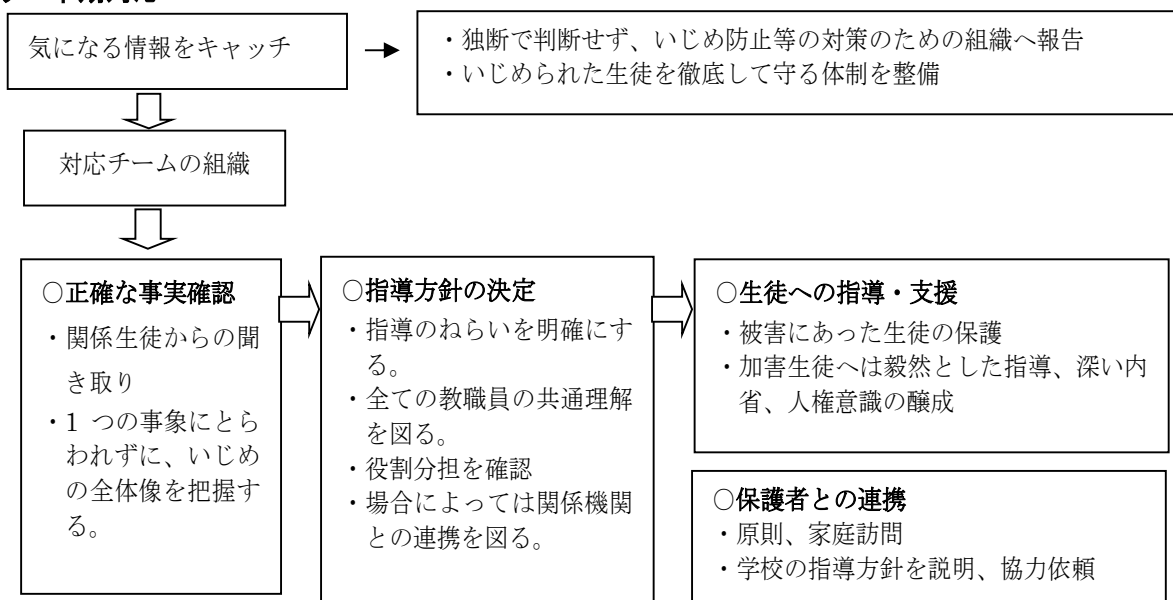 気になる情報をキャッチ
・独断で判断せず、いじめ防止等の対策のための組織へ報告
・いじめられた生徒を徹底して守る体制を整備
対応チームの組織
○正確な事実確認
・関係生徒からの聞
き取り
・1 つの事象にとら
われずに、いじめ
の全体像を把握す
る。
○指導方針の決定
・指導のねらいを明確にす
る。
・全ての教職員の共通理解
を図る。
・役割分担を確認
・場合によっては関係機関
との連携を図る。
○生徒への指導・支援
・被害にあった生徒の保護
・加害生徒へは毅然とした指導、深い内
省、人権意識の醸成
○保護者との連携
・原則、家庭訪問
・学校の指導方針を説明、協力依頼